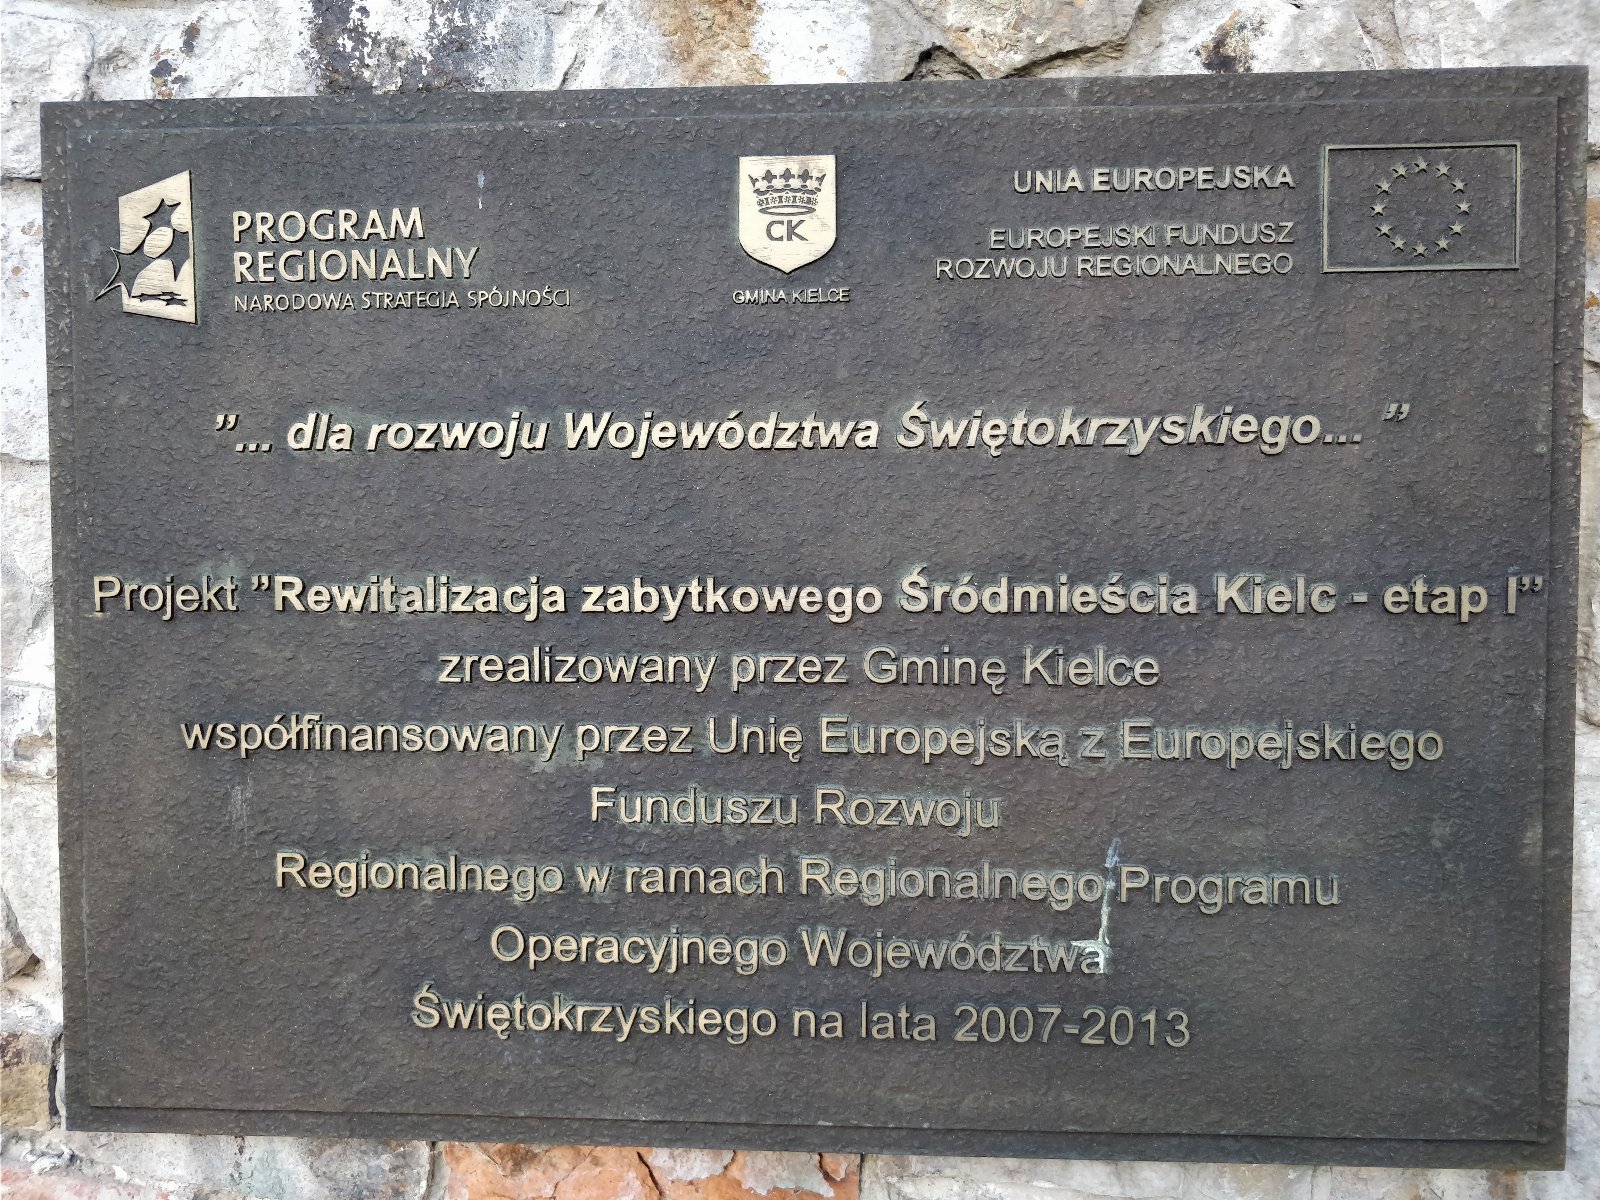 PROGRAM
REGIONALNY
NARODOWA STRATEGIA SPÓJNOŚCI
CK
GMINA KIELCE
UNIA EUROPEJSKA
EUROPEJSKI FUNDUSZ
ROZWOJU REGIONALNEGO
”... dla rozwoju Województwa Świętokrzyskiego... ”
Projekt ”Rewitalizacja zabytkowego Śródmieścia Kielc - etap I”
zrealizowany przez Gminę Kielce
współfinansowany przez Unię Europejską z Europejskiego
Funduszu Rozwoju
Regionalnego w ramach Regionalnego Programu
Operacyjnego Województwa
Świętokrzyskiego na lata 2007-2013